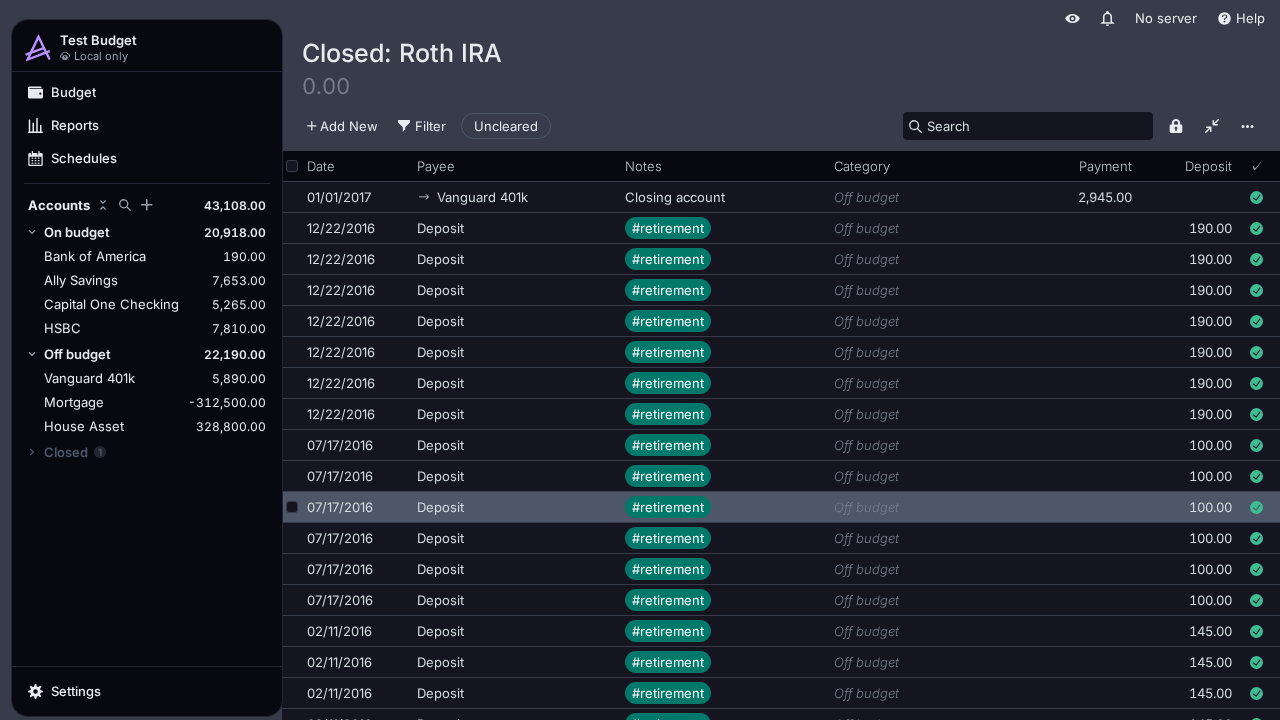 Test Budget
Local only
Budget
Reports
Schedules
Accounts 43,108.00
On budget 20,918.00
Bank of America 190.00
Ally Savings 7,653.00
Capital One Checking 5,265.00
HSBC 7,810.00
Off budget 22,190.00
Vanguard 401k 5,890.00
Mortgage -312,500.00
House Asset 328,800.00
Closed 1
Settings
No server Help
Closed: Roth IRA
0.00
+ Add New Filter Uncleared Search
Date Payee Notes Category Payment Deposit ✓
01/01/2017 → Vanguard 401k Closing account Off budget 2,945.00
12/22/2016 Deposit #retirement Off budget 190.00
12/22/2016 Deposit #retirement Off budget 190.00
12/22/2016 Deposit #retirement Off budget 190.00
12/22/2016 Deposit #retirement Off budget 190.00
12/22/2016 Deposit #retirement Off budget 190.00
12/22/2016 Deposit #retirement Off budget 190.00
12/22/2016 Deposit #retirement Off budget 190.00
07/17/2016 Deposit #retirement Off budget 100.00
07/17/2016 Deposit #retirement Off budget 100.00
07/17/2016 Deposit #retirement Off budget 100.00
07/17/2016 Deposit #retirement Off budget 100.00
07/17/2016 Deposit #retirement Off budget 100.00
07/17/2016 Deposit #retirement Off budget 100.00
02/11/2016 Deposit #retirement Off budget 145.00
02/11/2016 Deposit #retirement Off budget 145.00
02/11/2016 Deposit #retirement Off budget 145.00